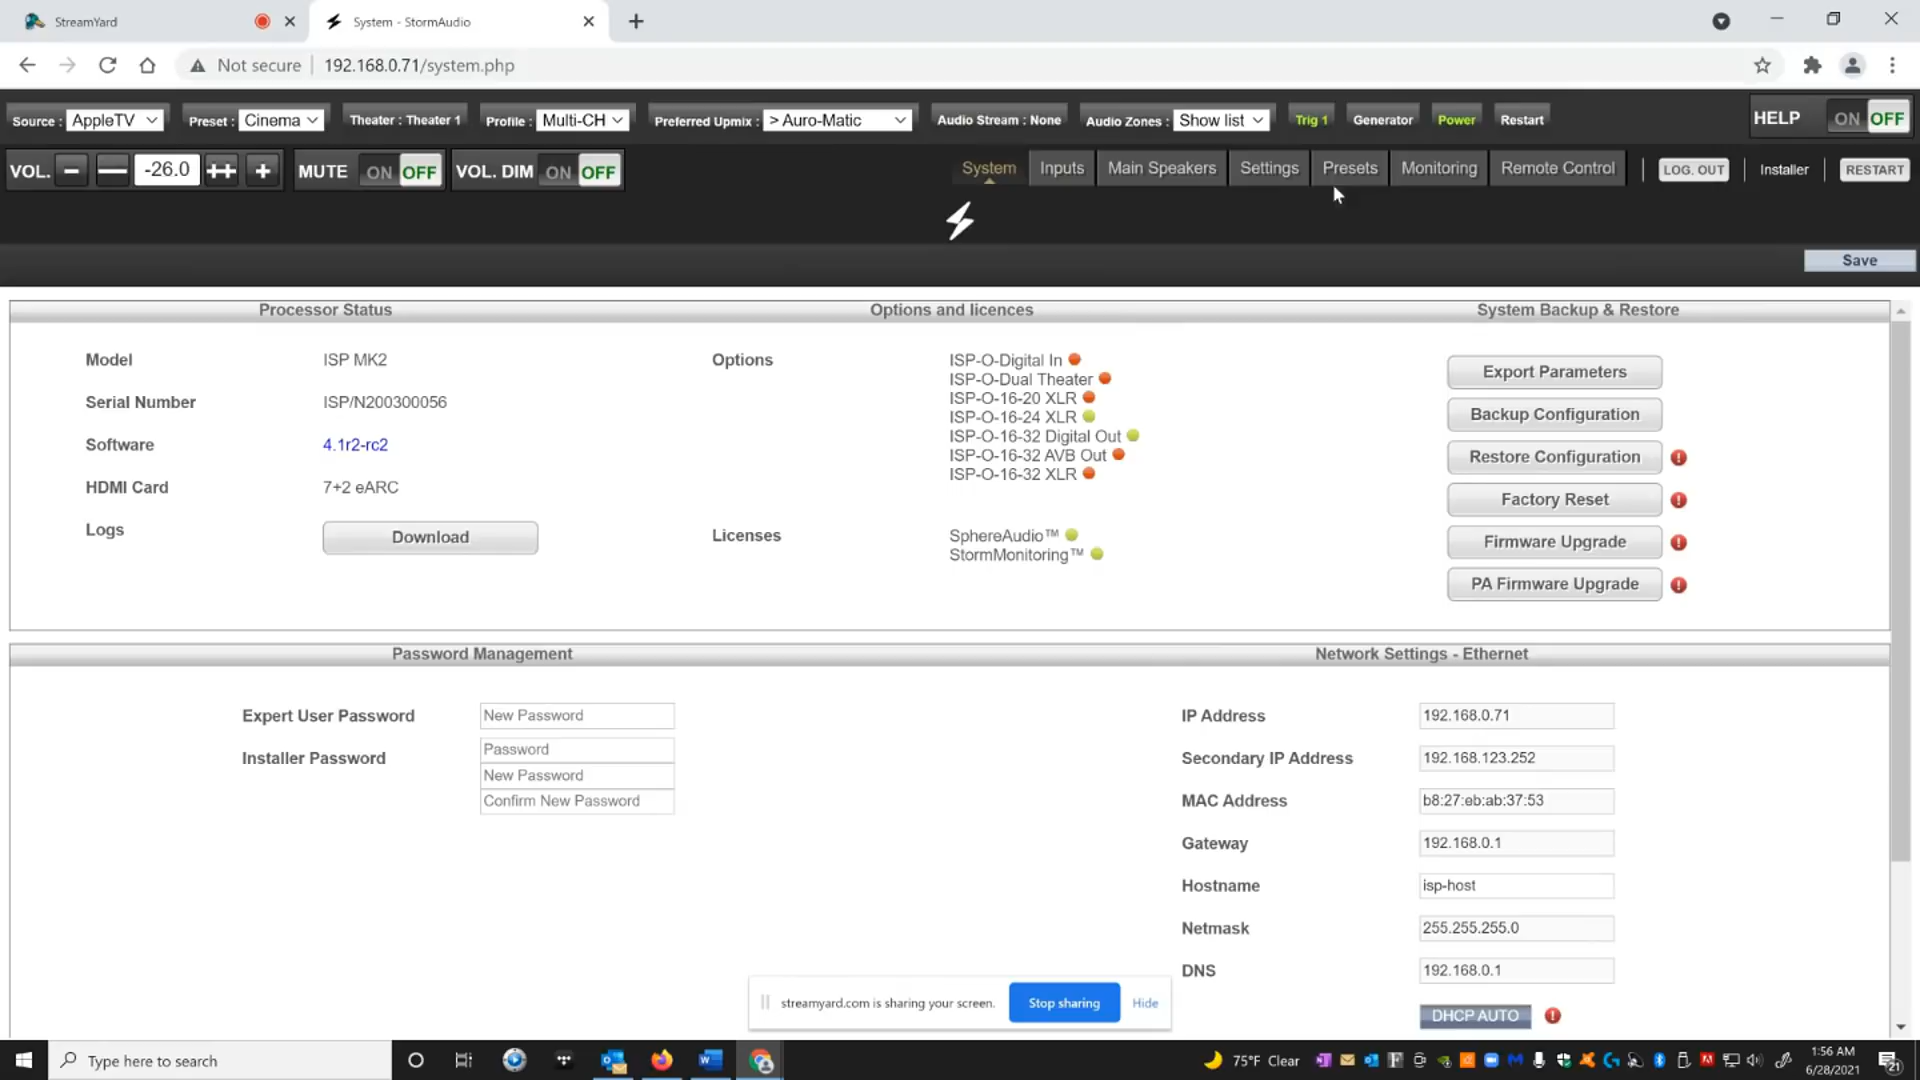 StreamYard
System - StormAudio
Not secure
192.168.0.71/system.php
Source : AppleTV
Preset : Cinema
Theater : Theater 1
Profile : Multi-CH
Preferred Upmix : > Auro-Matic
Audio Stream : None
Audio Zones : Show list
Trig 1
Generator
Power
Restart
HELP ON OFF
VOL. -26.0
MUTE ON OFF
VOL. DIM ON OFF
System
Inputs
Main Speakers
Settings
Presets
Monitoring
Remote Control
LOG. OUT
Installer
RESTART
Save
Processor Status
Model ISP MK2
Serial Number ISP/N200300056
Software 4.1r2-rc2
HDMI Card 7+2 eARC
Logs Download
Options and licences
Options
ISP-O-Digital In
ISP-O-Dual Theater
ISP-O-16-20 XLR
ISP-O-16-24 XLR
ISP-O-16-32 Digital Out
ISP-O-16-32 AVB Out
ISP-O-16-32 XLR
Licenses
SphereAudio™
StormMonitoring™
System Backup & Restore
Export Parameters
Backup Configuration
Restore Configuration
Factory Reset
Firmware Upgrade
PA Firmware Upgrade
Password Management
Expert User Password New Password
Installer Password Password
New Password
Confirm New Password
Network Settings - Ethernet
IP Address 192.168.0.71
Secondary IP Address 192.168.123.252
MAC Address b8:27:eb:ab:37:53
Gateway 192.168.0.1
Hostname isp-host
Netmask 255.255.255.0
DNS 192.168.0.1
DHCP AUTO
streamyard.com is sharing your screen.
Stop sharing
Hide
Type here to search
75°F Clear
1:56 AM
6/28/2021
21